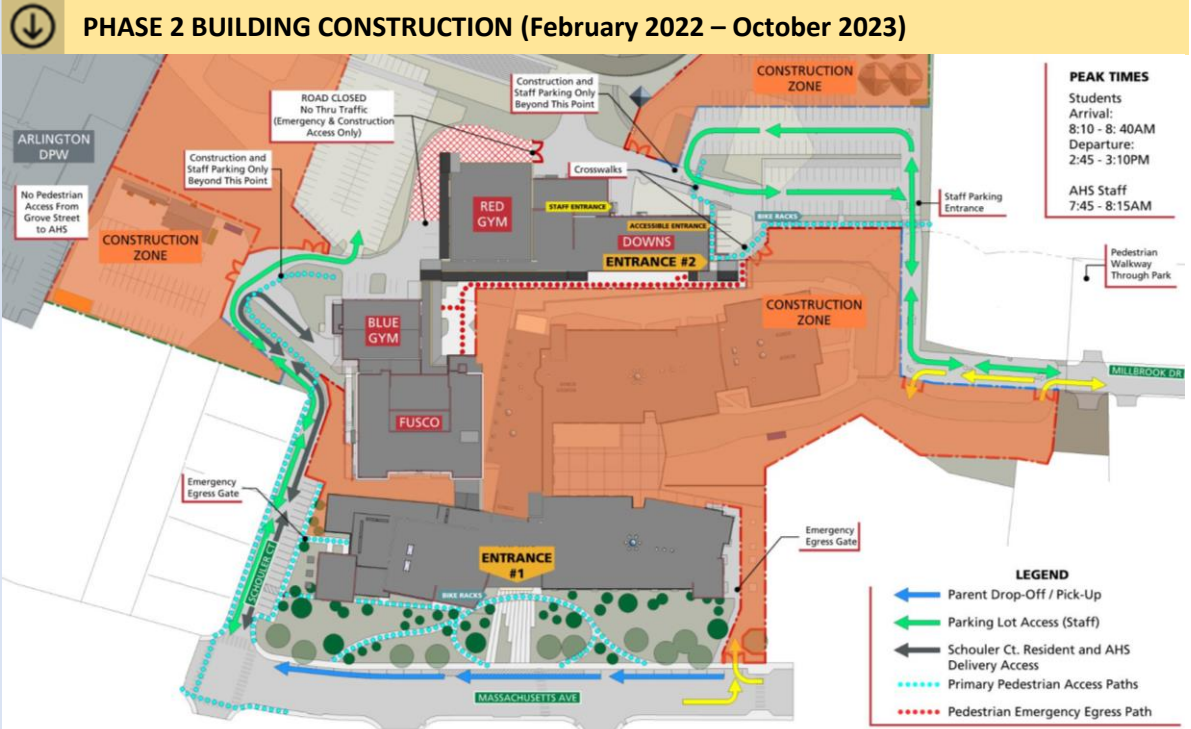 PHASE 2 BUILDING CONSTRUCTION (February 2022 – October 2023)
ARLINGTON
DPW
No Pedestrian
Access From
Grove Street
to AHS
CONSTRUCTION
ZONE
Construction and
Staff Parking Only
Beyond This Point
ROAD CLOSED
No Thru Traffic
(Emergency & Construction
Access Only)
Construction and
Staff Parking Only
Beyond This Point
CONSTRUCTION
ZONE
PEAK TIMES
Students
Arrival:
8:10 - 8: 40AM
Departure:
2:45 - 3:10PM
AHS Staff
7:45 - 8:15AM
Crosswalks
RED
GYM
STAFF ENTRANCE
ACCESSIBLE ENTRANCE
DOWNS
ENTRANCE #2
BIKE RACKS
Staff Parking
Entrance
Pedestrian
Walkway
Through Park
CONSTRUCTION
ZONE
BLUE
GYM
FUSCO
MILLBROOK DR
Emergency
Egress Gate
SCHOULER CT
ENTRANCE
#1
BIKE RACKS
Emergency
Egress Gate
MASSACHUSETTS AVE
LEGEND
Parent Drop-Off / Pick-Up
Parking Lot Access (Staff)
Schouler Ct. Resident and AHS
Delivery Access
Primary Pedestrian Access Paths
Pedestrian Emergency Egress Path